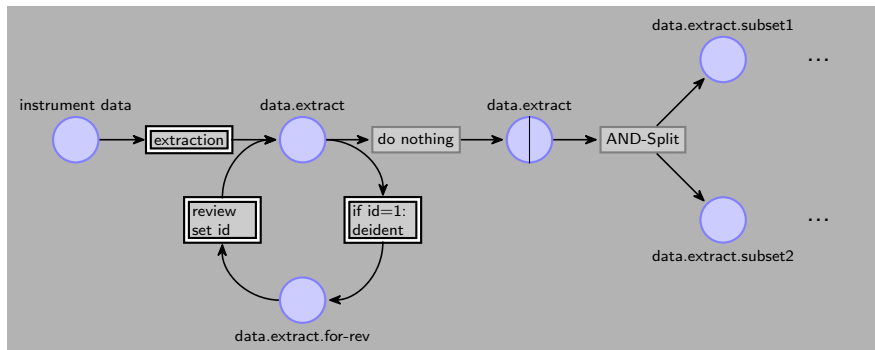 data.extract.subset1
...
instrument data
data.extract
data.extract
extraction
do nothing
AND-Split
review
set id
if id=1:
deident
...
data.extract.subset2
data.extract.for-rev